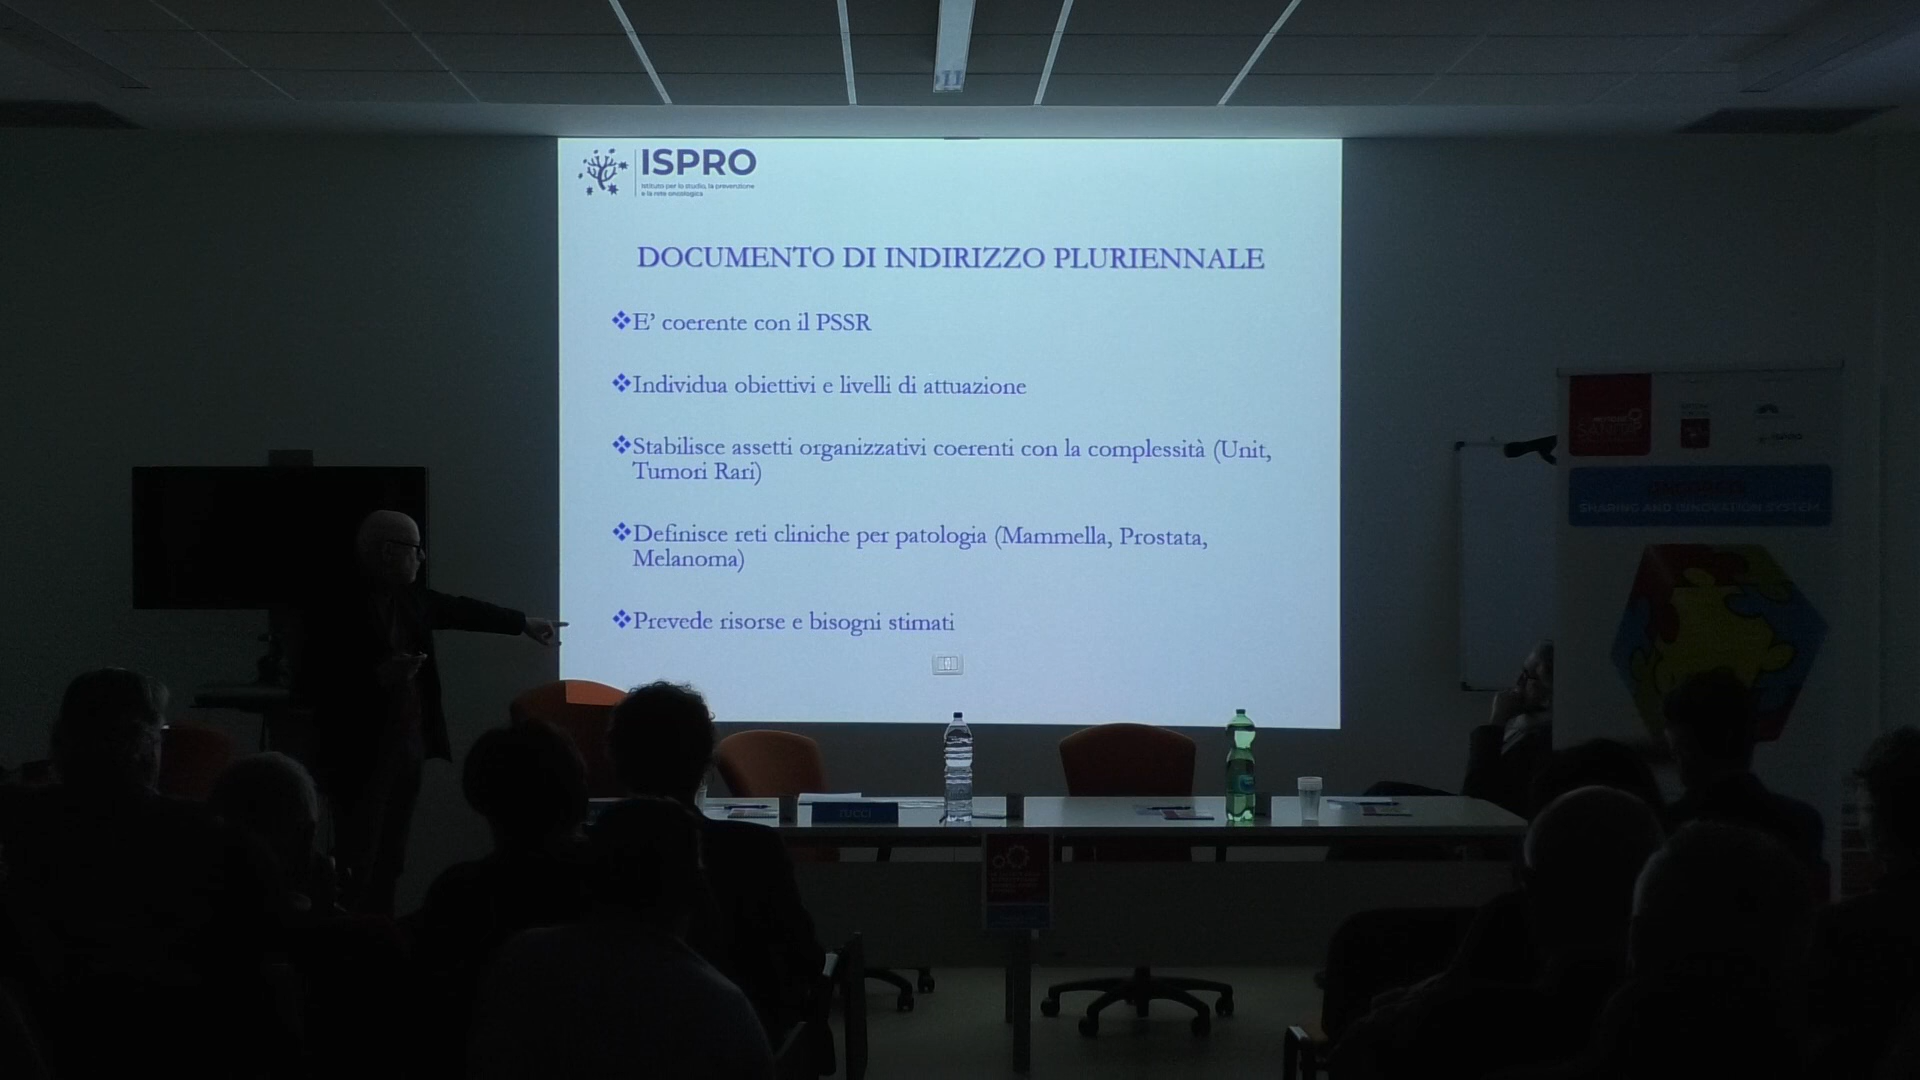 ISPRO
Istituto per lo studio, la prevenzione
e la rete oncologica
DOCUMENTO DI INDIRIZZO PLURIENNALE
❖E’ coerente con il PSSR
❖Individua obiettivi e livelli di attuazione
❖Stabilisce assetti organizzativi coerenti con la complessità (Unit,
Tumori Rari)
❖Definisce reti cliniche per patologia (Mammella, Prostata,
Melanoma)
❖Prevede risorse e bisogni stimati
TUCCI
SHARING AND INNOVATION SYSTEM